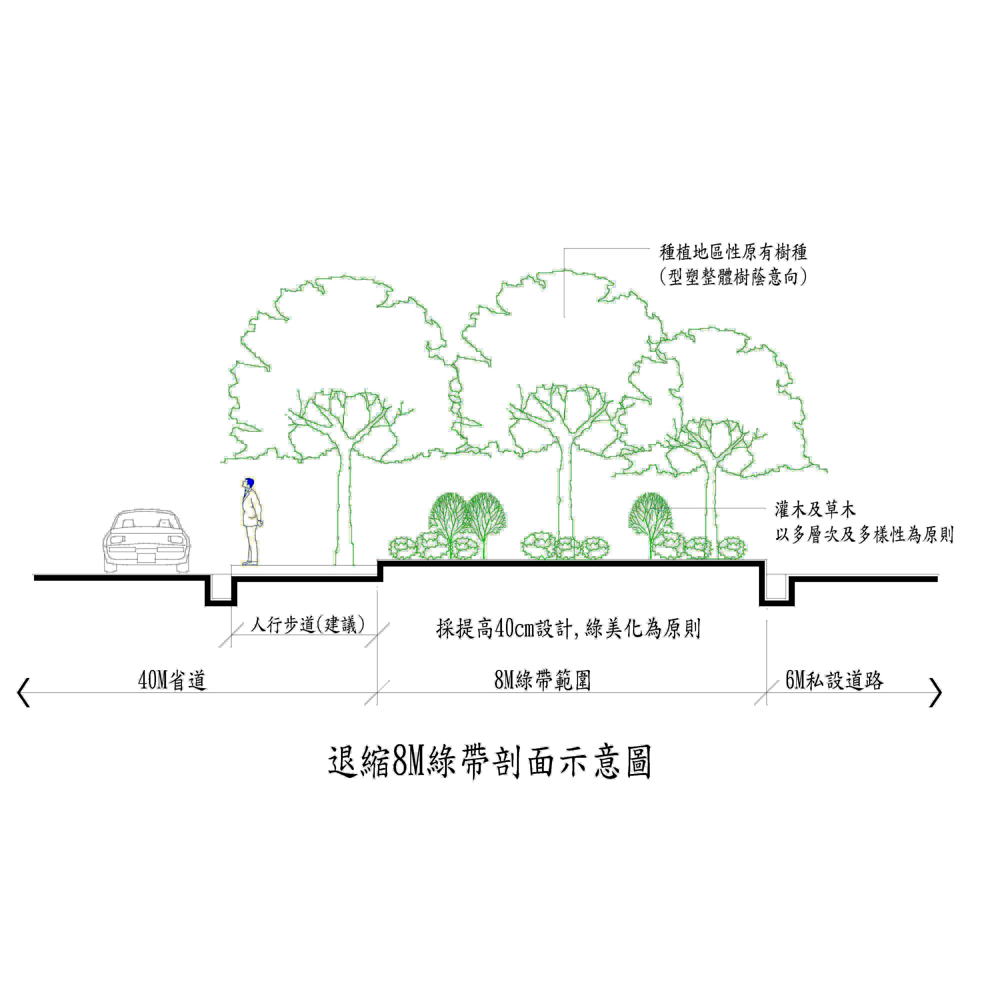 種植地區性原有樹種
(型塑整體樹蔭意向)
灌木及草木
以多層次及多樣性為原則
人行步道(建議)
採提高40cm設計,綠美化為原則
40M省道
8M綠帶範圍
6M私設道路
退縮8M綠帶剖面示意圖